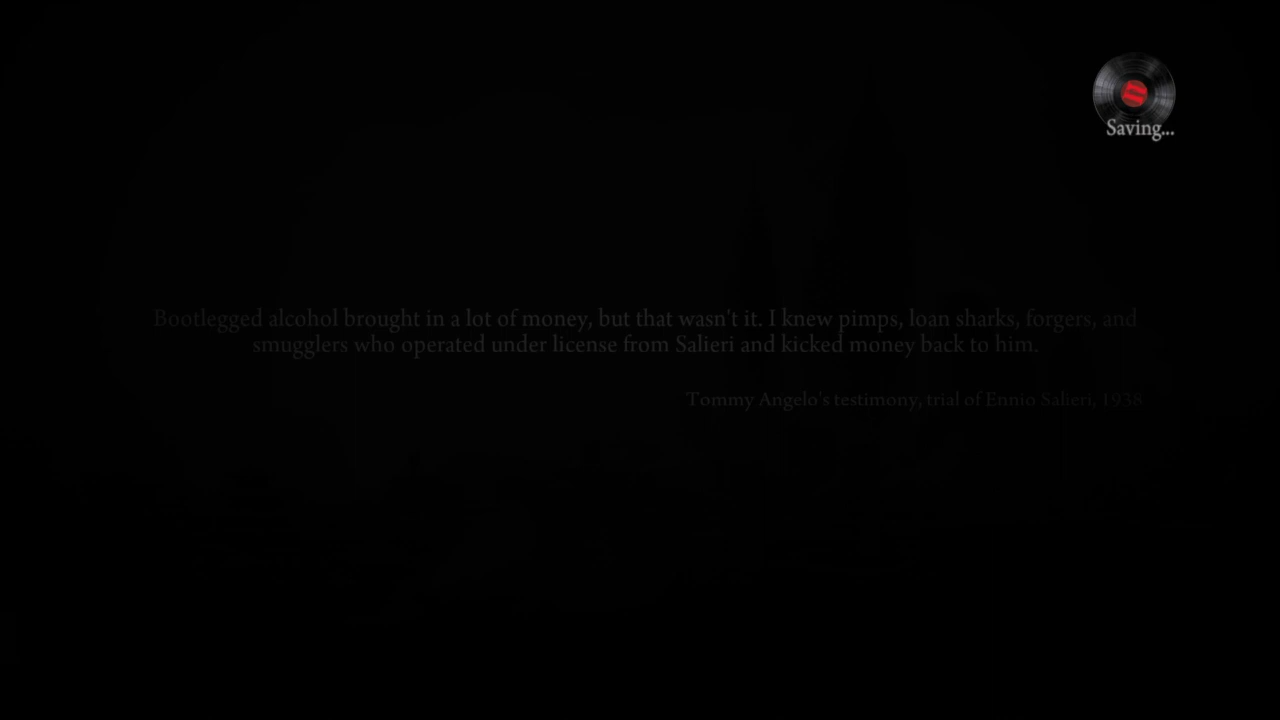 Saving...
Bootlegged alcohol brought in a lot of money, but that wasn't it. I knew pimps, loan sharks, forgers, and
smugglers who operated under license from Salieri and kicked money back to him.
Tommy Angelo's testimony, trial of Ennio Salieri, 1938